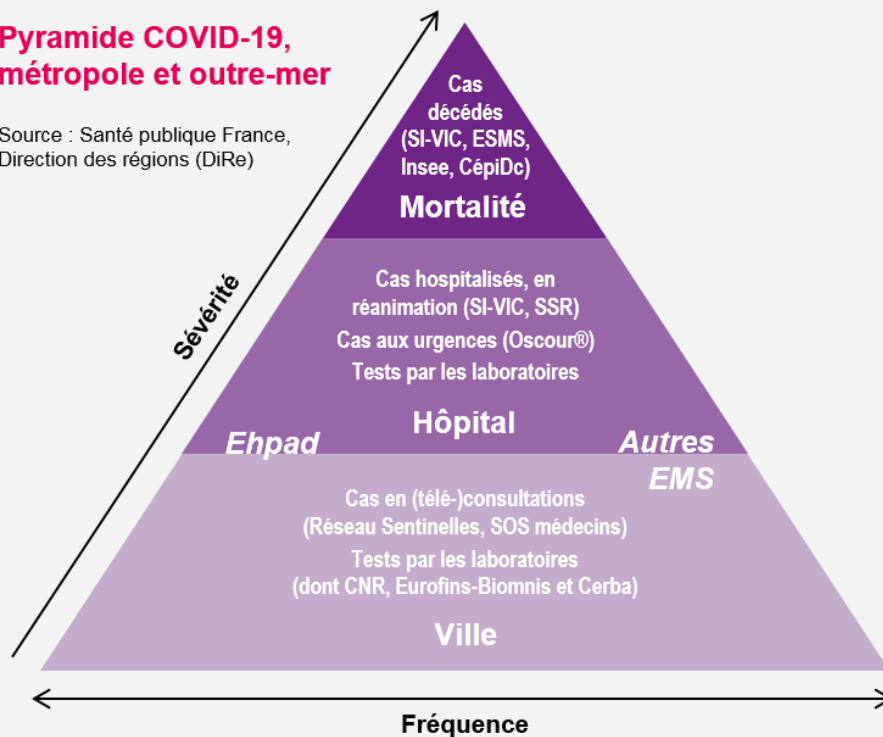 Pyramide COVID-19,
métropole et outre-mer
Source : Santé publique France,
Direction des régions (DiRe)
Sévérité
Cas
décédés
(SI-VIC, ESMS,
Insee, CépiDc)
Mortalité
Cas hospitalisés, en
réanimation (SI-VIC, SSR)
Cas aux urgences (Oscour®)
Tests par les laboratoires
Hôpital
Ehpad
Autres
EMS
Cas en (télé-)consultations
(Réseau Sentinelles, SOS médecins)
Tests par les laboratoires
(dont CNR, Eurofins-Biomnis et Cerba)
Ville
Fréquence